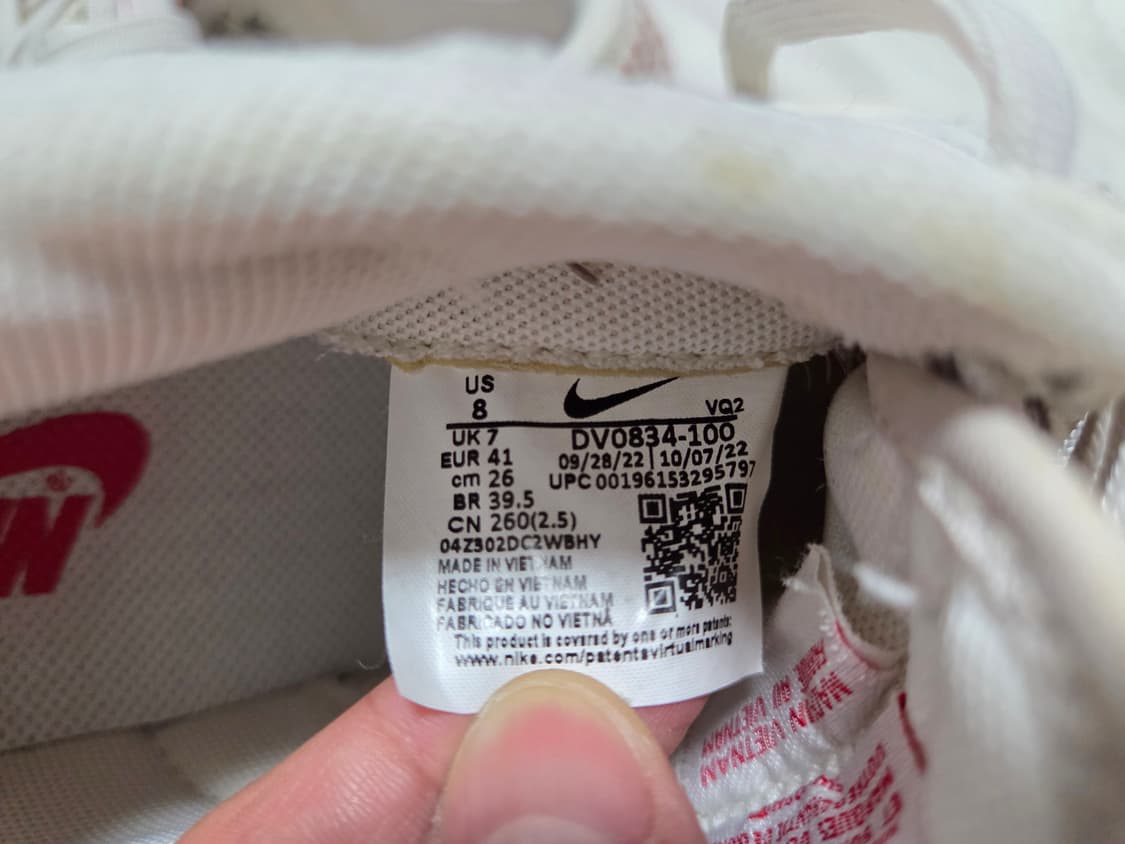 US
8
VQ2
UK 7
DV0834-100
EUR 41
09/28/22 | 10/07/22
cm 26
UPC 00196153295797
BR 39.5
CN 260(2.5)
04Z302DC2WBHY
MADE IN VIETNAM
HECHO EN VIETNAM
FABRIQUE AU VIETNAM
FABRICADO NO VIETNA
This product is covered by one or more patents:
www.nike.com/patentsvirtualmarking
VIETNAM